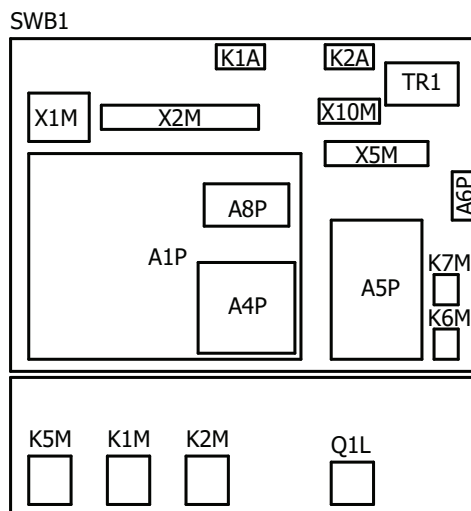 SWB1
K1A
K2A
TR1
X1M
X2M
X10M
X5M
A6P
A8P
A1P
A4P
A5P
K7M
K6M
K5M
K1M
K2M
Q1L